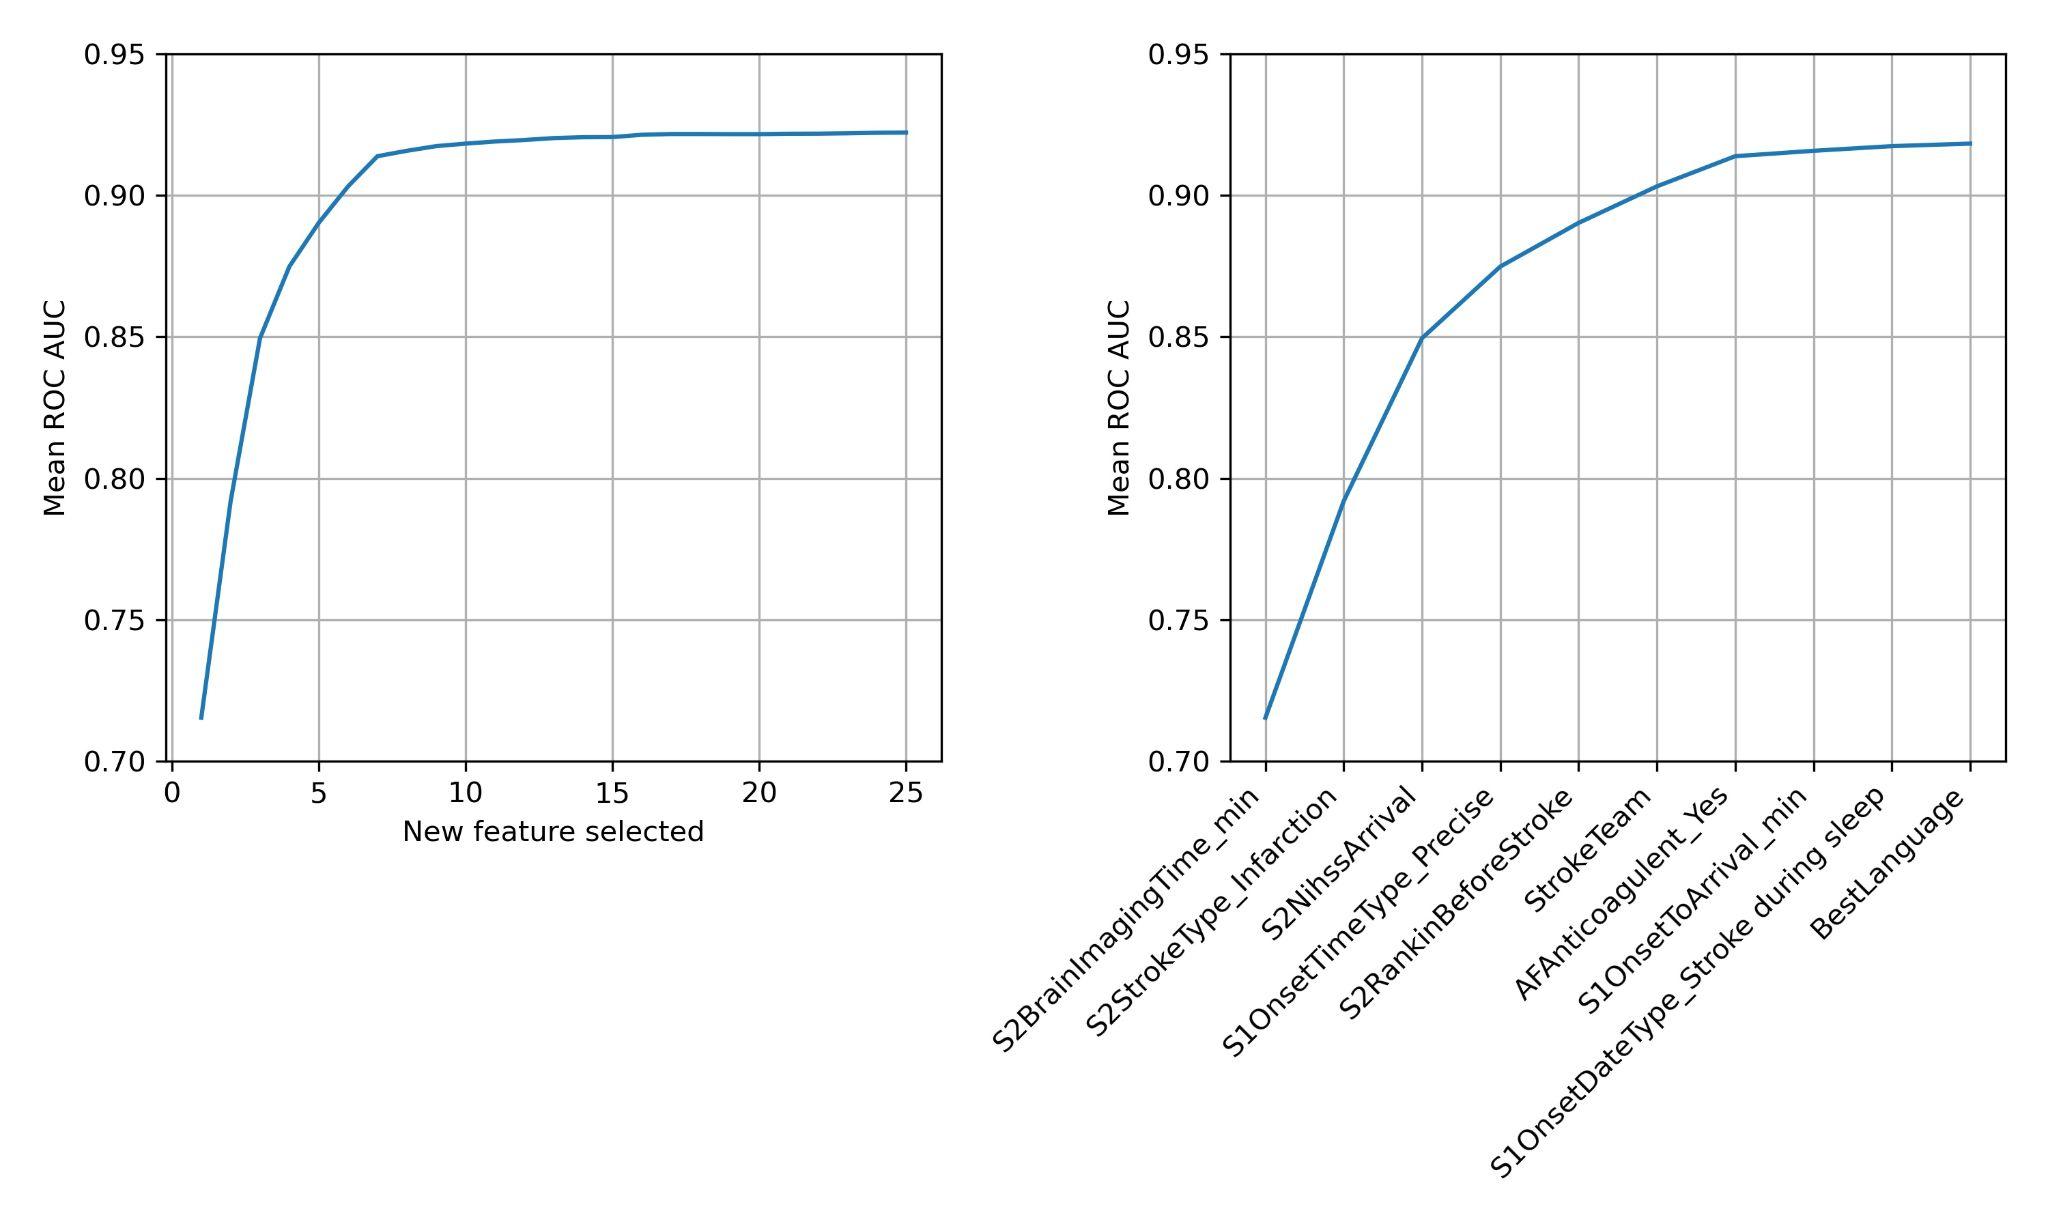 0.95
0.90
0.85
0.80
0.75
0.70
Mean ROC AUC
0
5
10
15
20
25
New feature selected
0.95
0.90
0.85
0.80
0.75
0.70
Mean ROC AUC
S2BrainImagingTime_min
S2StrokeType_Infarction
S2NihssArrival
S1OnsetTimeType_Precise
S2RankinBeforeStroke
StrokeTeam
AFAnticoagulent_Yes
S1OnsetToArrival_min
S1OnsetDateType_Stroke during sleep
BestLanguage